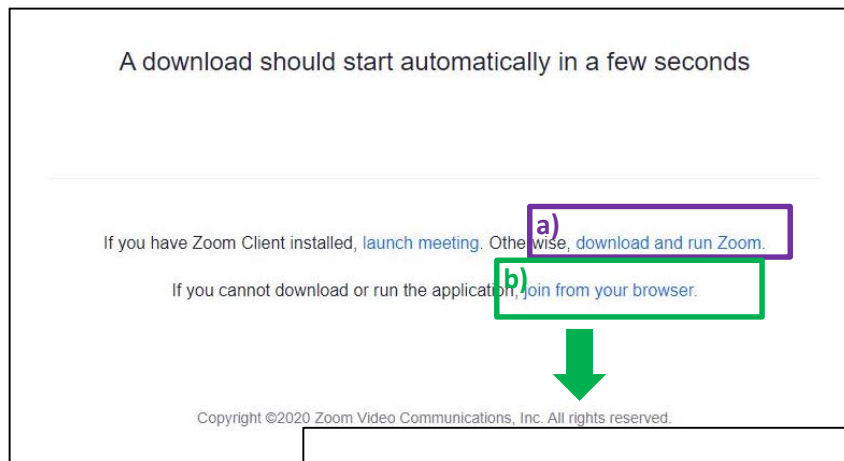 A download should start automatically in a few seconds
a)
If you have Zoom Client installed, launch meeting. Otherwise, download and run Zoom.
b)
If you cannot download or run the application, join from your browser.
Copyright ©2020 Zoom Video Communications, Inc. All rights reserved.